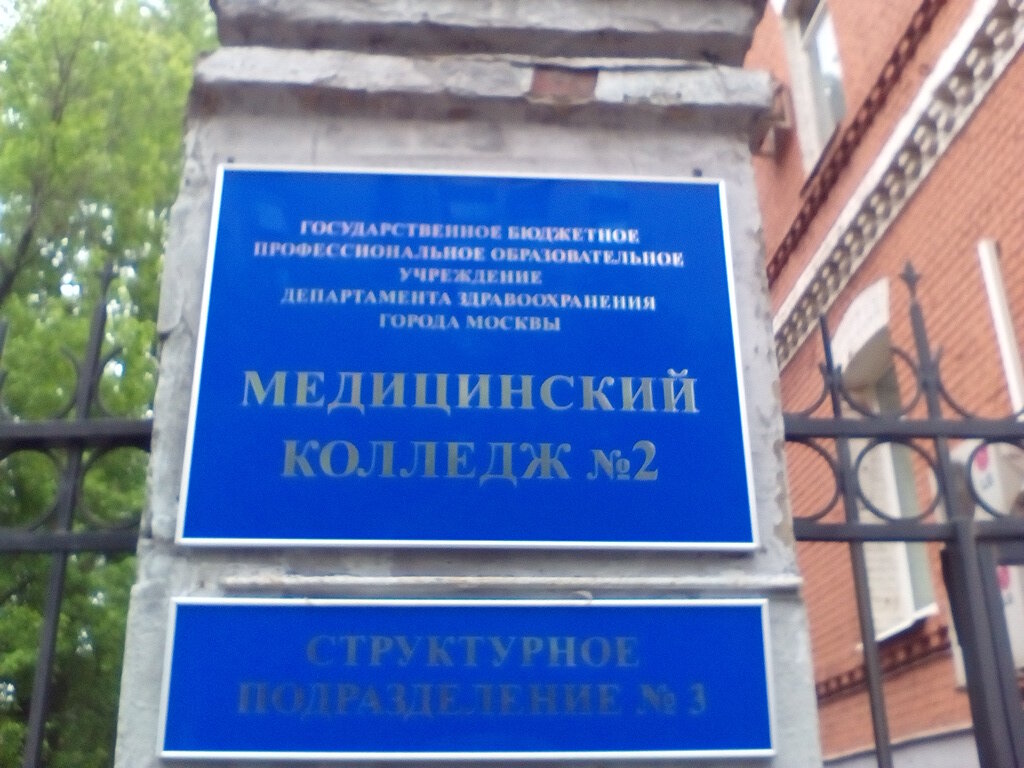 ГОСУДАРСТВЕННОЕ БЮДЖЕТНОЕ
ПРОФЕССИОНАЛЬНОЕ ОБРАЗОВАТЕЛЬНОЕ
УЧРЕЖДЕНИЕ
ДЕПАРТАМЕНТА ЗДРАВООХРАНЕНИЯ
ГОРОДА МОСКВЫ
МЕДИЦИНСКИЙ
КОЛЛЕДЖ №2
СТРУКТУРНОЕ
ПОДРАЗДЕЛЕНИЕ № 3